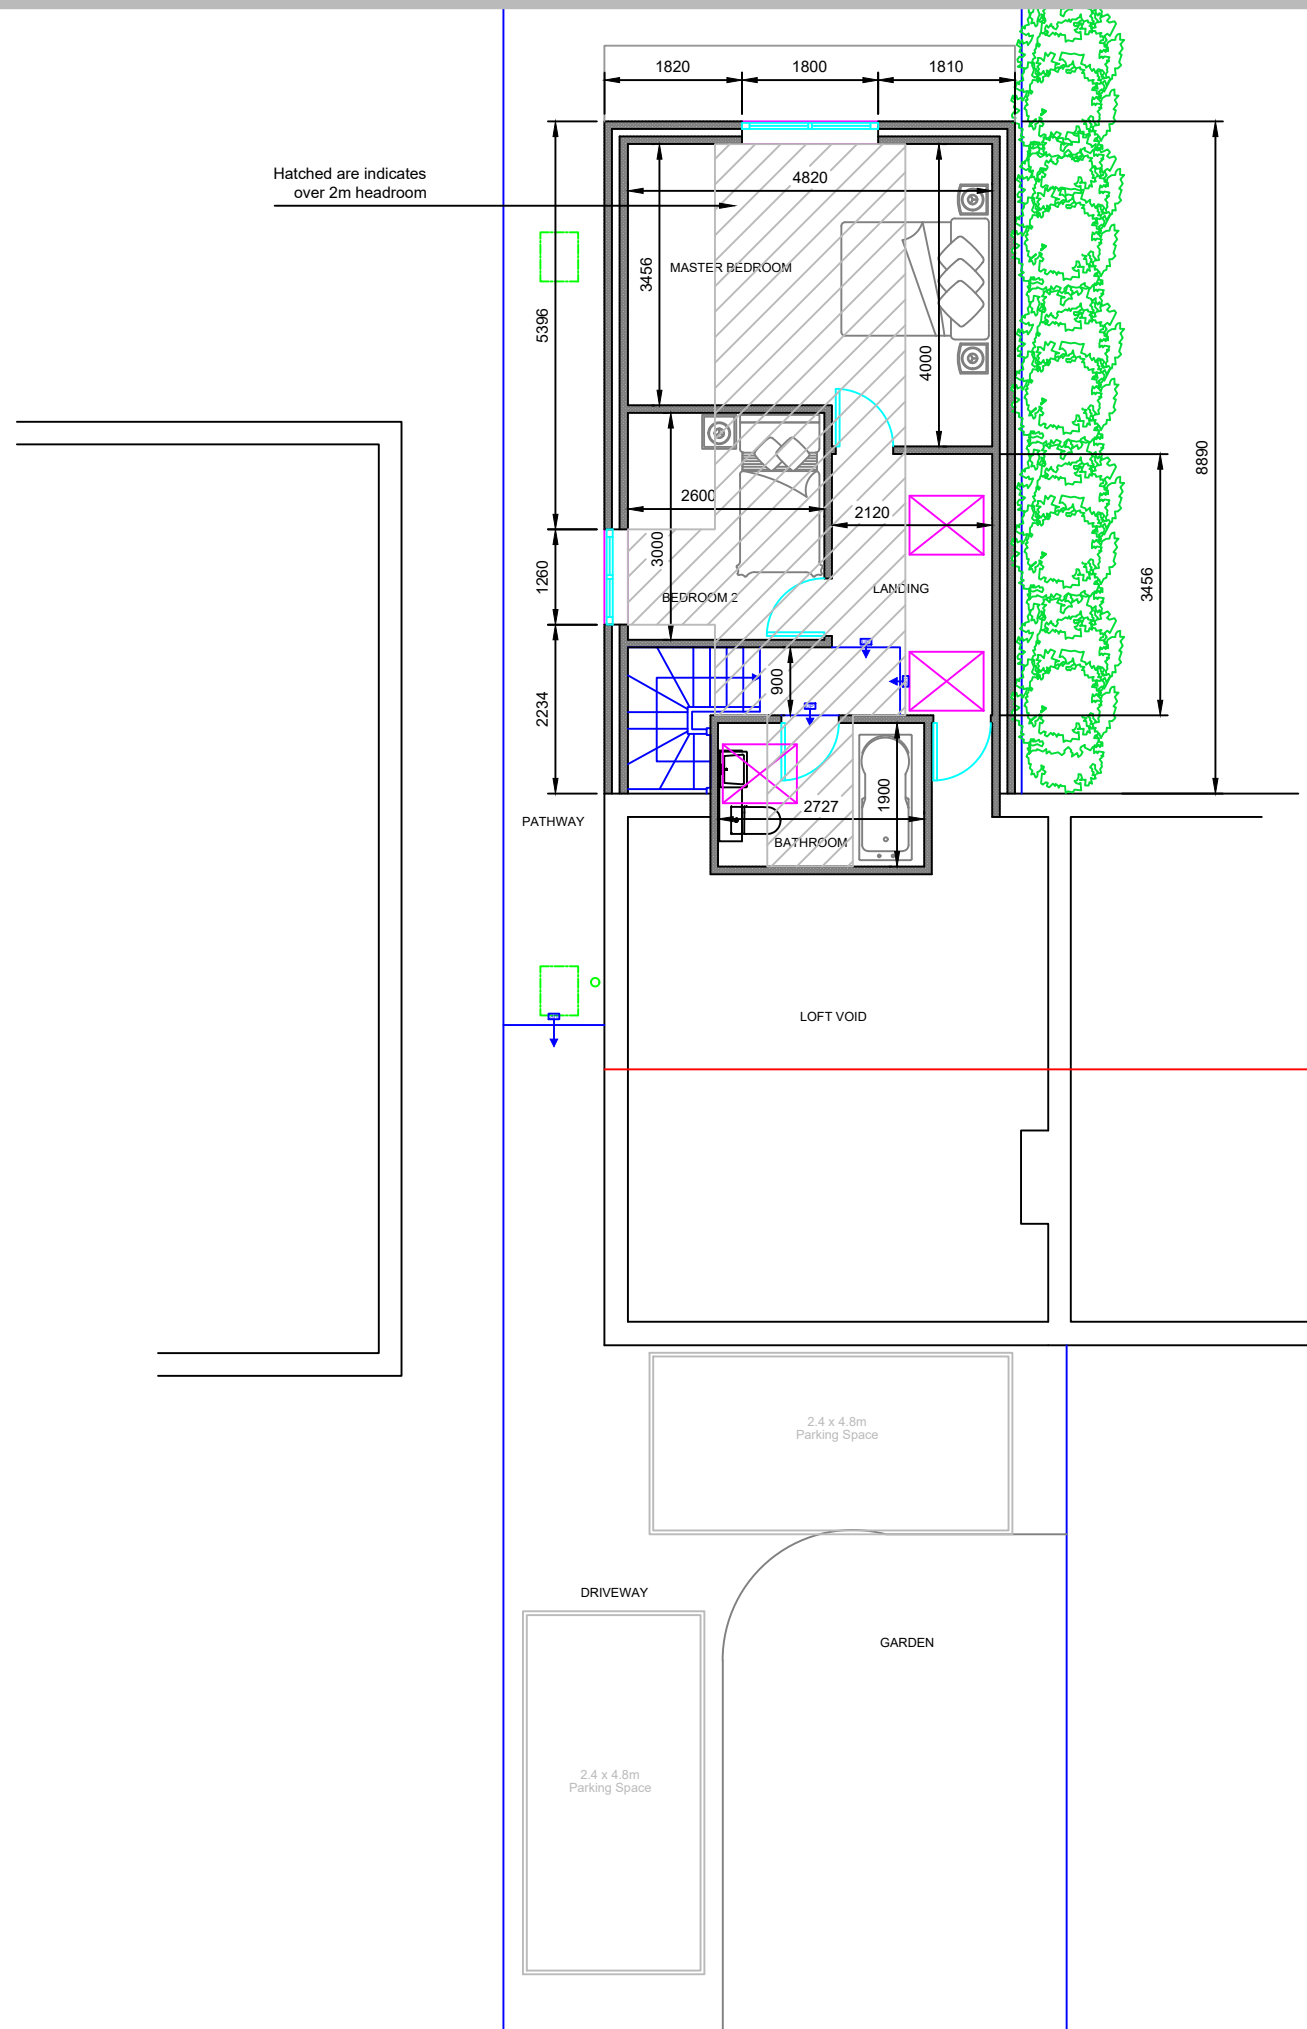 1820
1800
1810
Hatched are indicates
over 2m headroom
4820
MASTER BEDROOM
3456
5396
4000
8890
2600
2120
3000
1260
BEDROOM 2
LANDING
3456
900
2234
1900
2727
PATHWAY
BATHROOM
LOFT VOID
2.4 x 4.8m
Parking Space
DRIVEWAY
GARDEN
2.4 x 4.8m
Parking Space